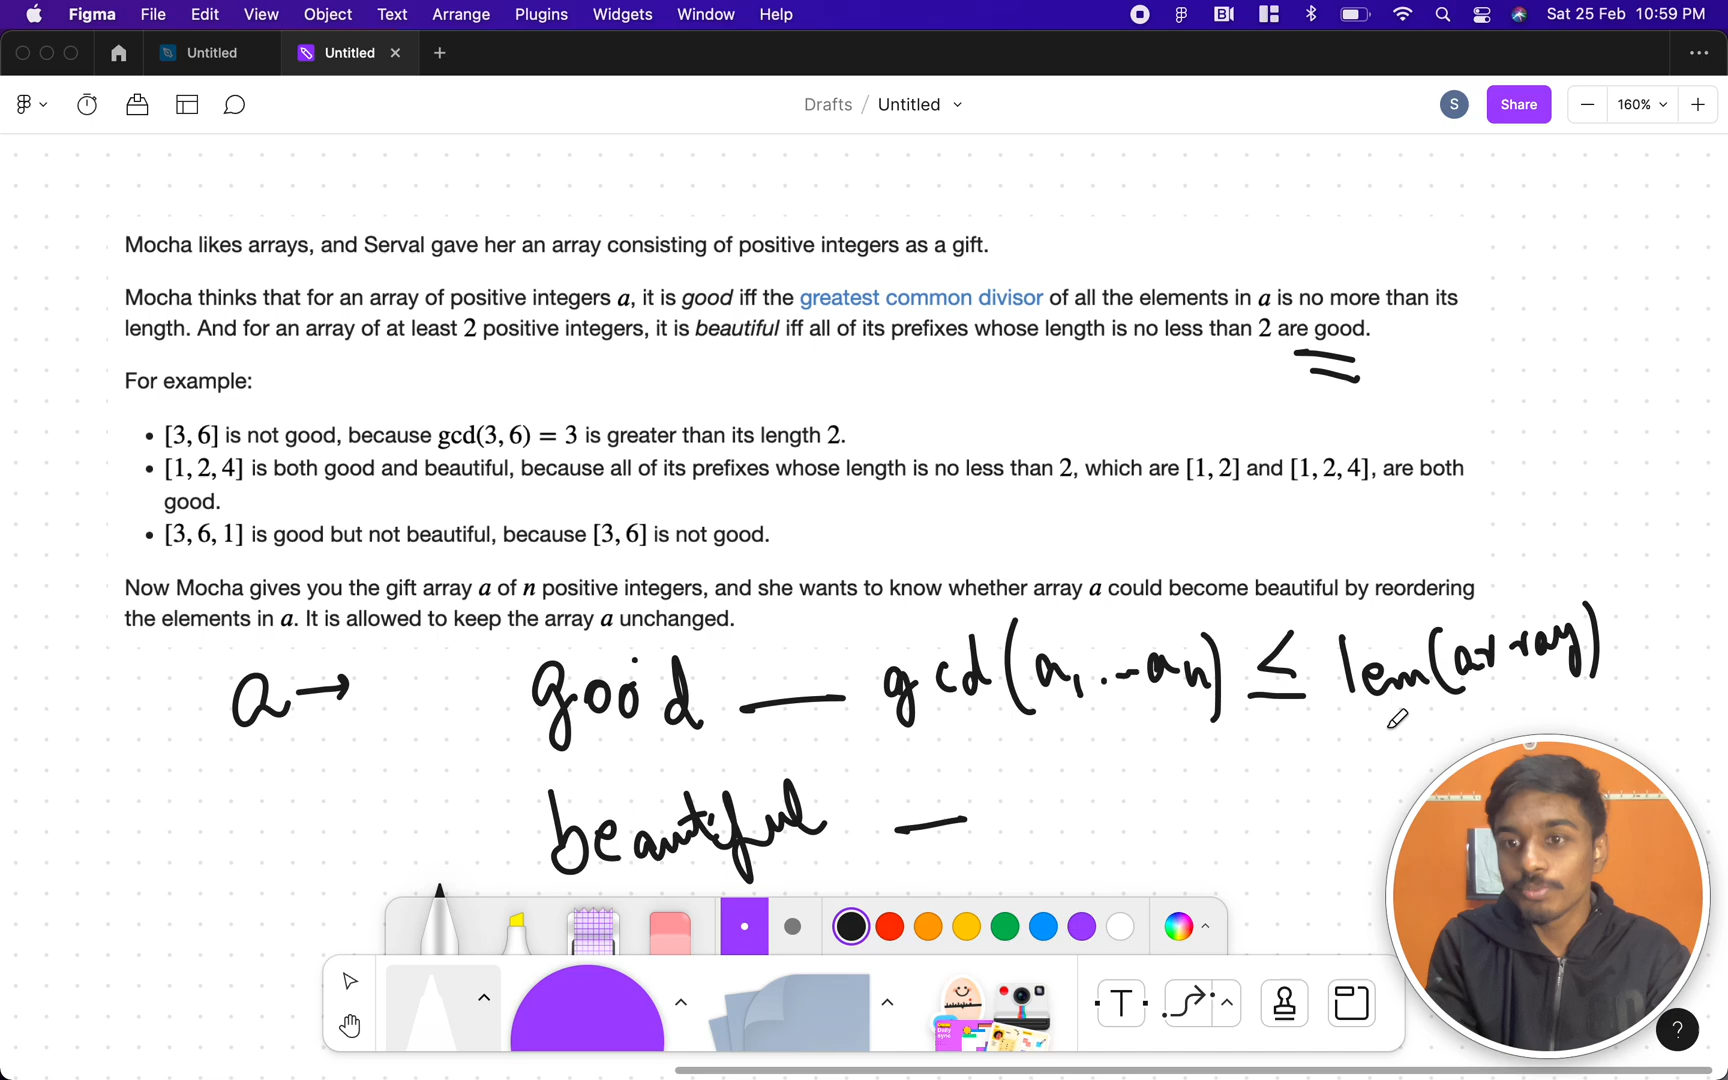 Figma File Edit View Object Text Arrange Plugins Widgets Window Help Sat 25 Feb 10:59 PM
Untitled Untitled
Drafts / Untitled S Share 160%
Mocha likes arrays, and Serval gave her an array consisting of positive integers as a gift.
Mocha thinks that for an array of positive integers a, it is good iff the greatest common divisor of all the elements in a is no more than its
length. And for an array of at least 2 positive integers, it is beautiful iff all of its prefixes whose length is no less than 2 are good.
For example:
• [3, 6] is not good, because gcd(3, 6) = 3 is greater than its length 2.
• [1, 2, 4] is both good and beautiful, because all of its prefixes whose length is no less than 2, which are [1, 2] and [1, 2, 4], are both
good.
• [3, 6, 1] is good but not beautiful, because [3, 6] is not good.
Now Mocha gives you the gift array a of n positive integers, and she wants to know whether array a could become beautiful by reordering
the elements in a. It is allowed to keep the array a unchanged.
a → good — gcd(a, .. - an) ≤ len(array)
beautiful —
T
?